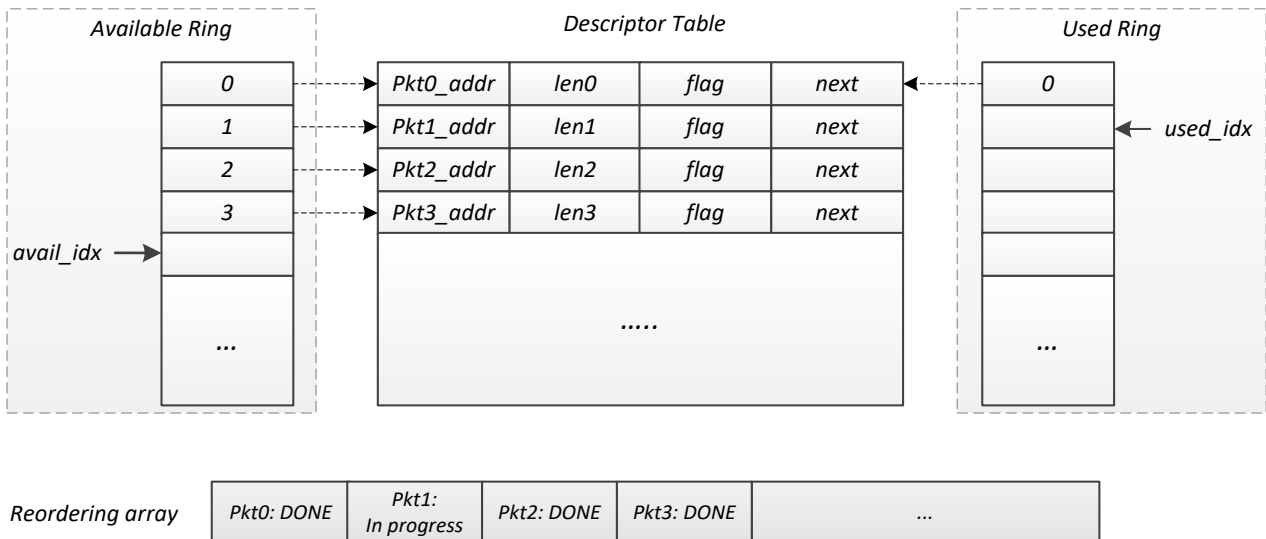 Available Ring
Descriptor Table
Used Ring
0
Pkt0_addr
len0
flag
next
0
1
Pkt1_addr
len1
flag
next
used_idx
2
Pkt2_addr
len2
flag
next
3
Pkt3_addr
len3
flag
next
avail_idx
...
.....
...
Reordering array
Pkt0: DONE
Pkt1:
In progress
Pkt2: DONE
Pkt3: DONE
...